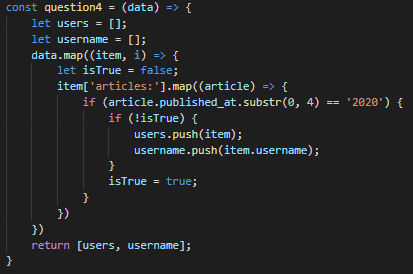 const question4 = (data) => {
    let users = [];
    let username = [];
    data.map((item, i) => {
        let isTrue = false;
        item['articles:'].map((article) => {
            if (article.published_at.substr(0, 4) == '2020') {
                if (!isTrue) {
                    users.push(item);
                    username.push(item.username);
                }
                isTrue = true;
            }
        })
    })
    return [users, username];
}